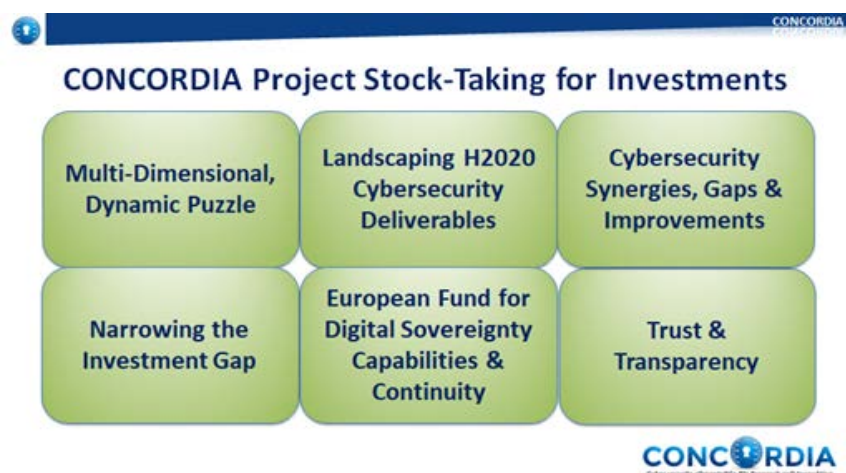 CONCORDIA
CONCORDIA
CONCORDIA Project Stock-Taking for Investments
Multi-Dimensional,
Dynamic Puzzle
Landscaping H2020
Cybersecurity
Deliverables
Cybersecurity
Synergies, Gaps &
Improvements
Narrowing the
Investment Gap
European Fund for
Digital Sovereignty
Capabilities &
Continuity
Trust &
Transparency
CONCORDIA